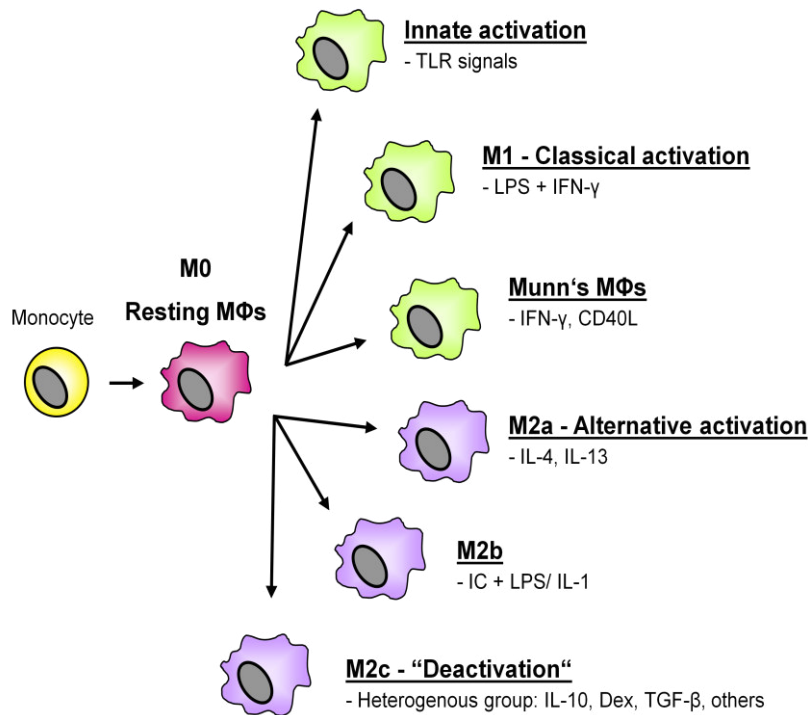 Innate activation
- TLR signals
M1 - Classical activation
- LPS + IFN-γ
M0
Resting MΦs
Monocyte
Munn‘s MΦs
- IFN-γ, CD40L
M2a - Alternative activation
- IL-4, IL-13
M2b
- IC + LPS/ IL-1
M2c - “Deactivation“
- Heterogenous group: IL-10, Dex, TGF-β, others